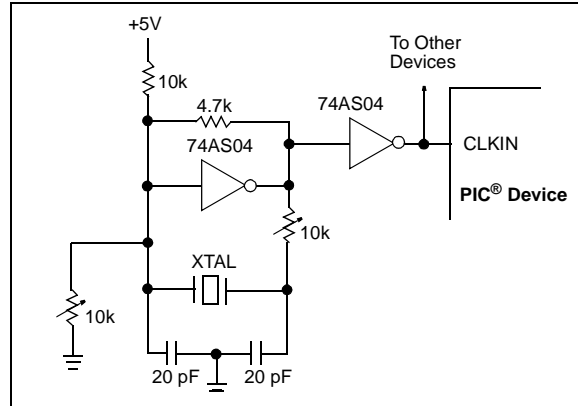 +5V
To Other
Devices
10k
4.7k
74AS04
74AS04
CLKIN
PIC® Device
10k
XTAL
10k
20 pF
20 pF